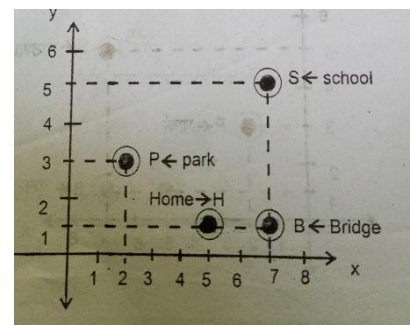 y
6
5
S ← school
4
3
P ← park
Home → H
2
B ← Bridge
1
1 2 3 4 5 6 7 8
x